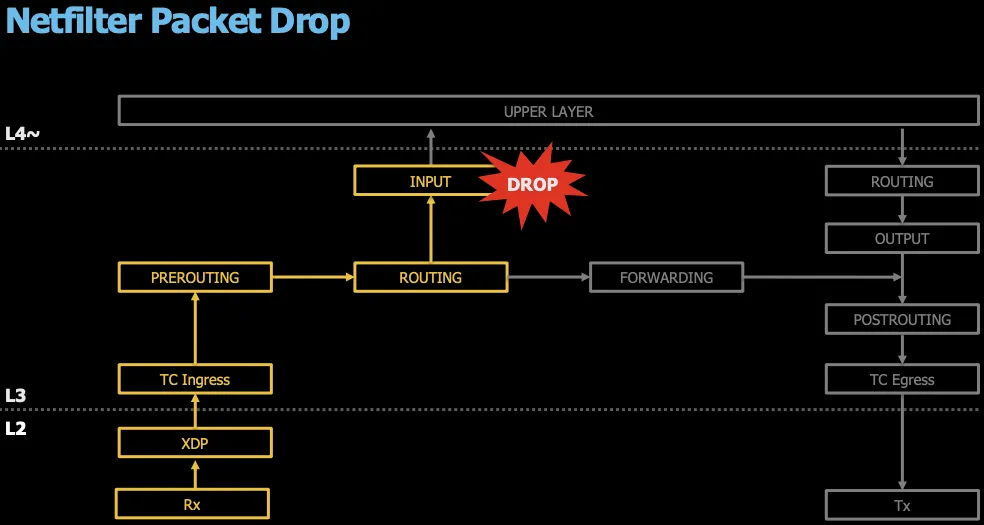 Netfilter Packet Drop
UPPER LAYER
L4~
INPUT
DROP
ROUTING
OUTPUT
PREROUTING
ROUTING
FORWARDING
POSTROUTING
TC Ingress
TC Egress
L3
L2
XDP
Rx
Tx